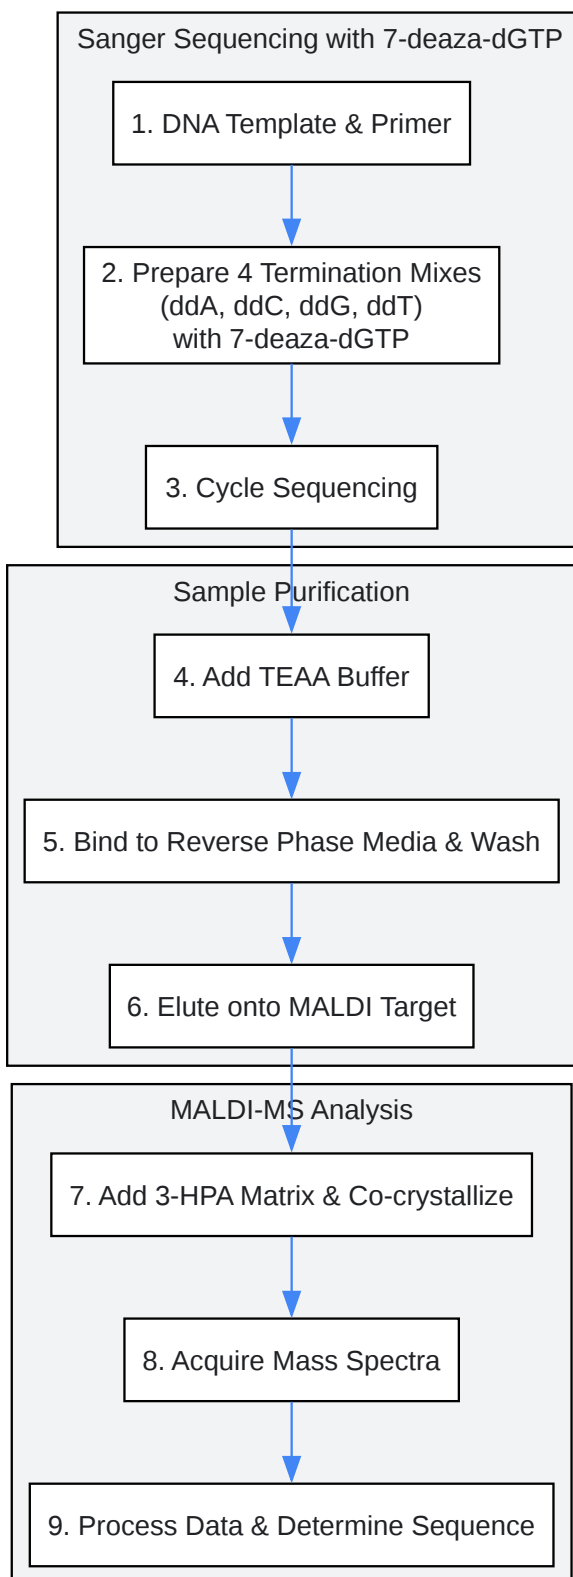 Sanger Sequencing with 7-deaza-dGTP
1. DNA Template & Primer
2. Prepare 4 Termination Mixes
(ddA, ddC, ddG, ddT)
with 7-deaza-dGTP
3. Cycle Sequencing
Sample Purification
4. Add TEAA Buffer
5. Bind to Reverse Phase Media & Wash
6. Elute onto MALDI Target
MALDI-MS Analysis
7. Add 3-HPA Matrix & Co-crystallize
8. Acquire Mass Spectra
9. Process Data & Determine Sequence